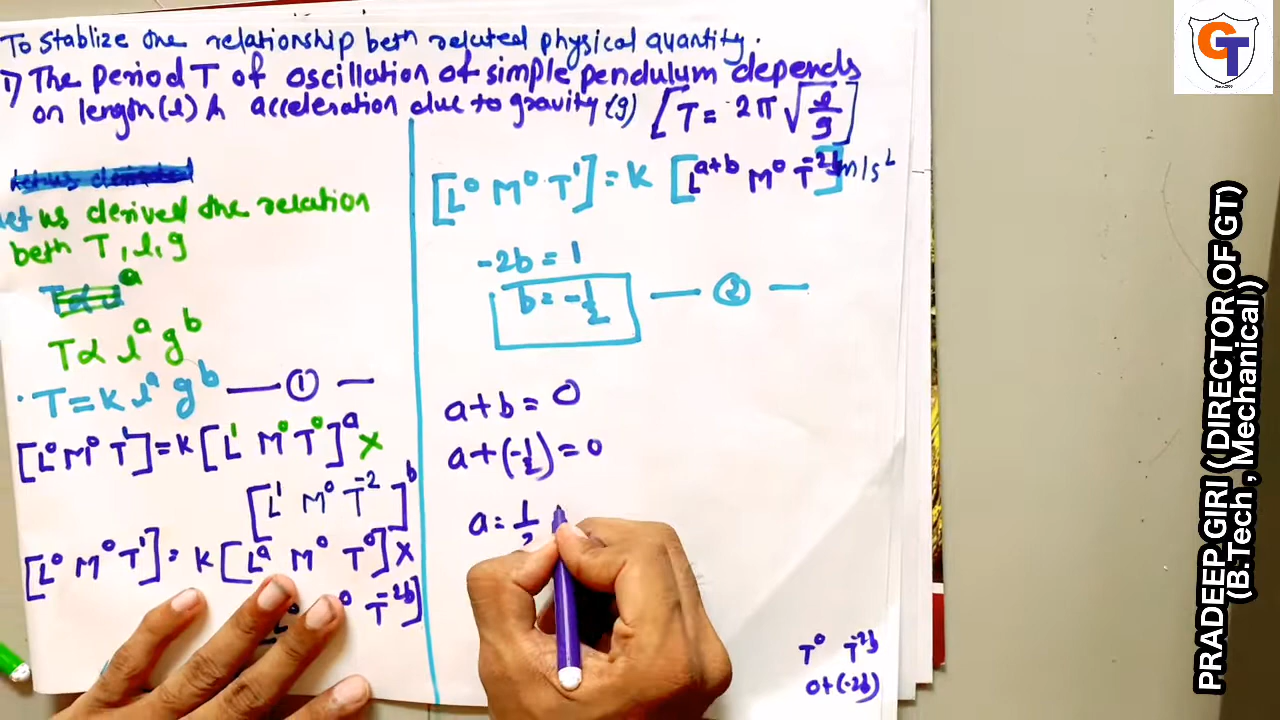 To stablize the relationship betn related physical quantity.
1) The period T of oscillation of simple pendulum depends
on length (l) & acceleration due to gravity (g) [T = 2π √l/g]
Let us derived the relation
betn T, l, g
T ∝ l^a g^b
T = K l^a g^b — ① —
[L⁰ M⁰ T¹] = K [L¹ M⁰ T⁰]^a ×
[L¹ M⁰ T⁻²]^b
[L⁰ M⁰ T¹] = K [L^a M⁰ T⁰] ×
⁰ T^-2b]
[L⁰ M⁰ T¹] = K [L^a+b M⁰ T^-2b] m/s²
-2b = 1
b = -1/2 — ② —
a + b = 0
a + (-1/2) = 0
a = 1/2
T⁰ T^-2b
0+(-2b)
GT
PRADEEP GIRI ( DIRECTOR OF GT)
(B.Tech , Mechanical )